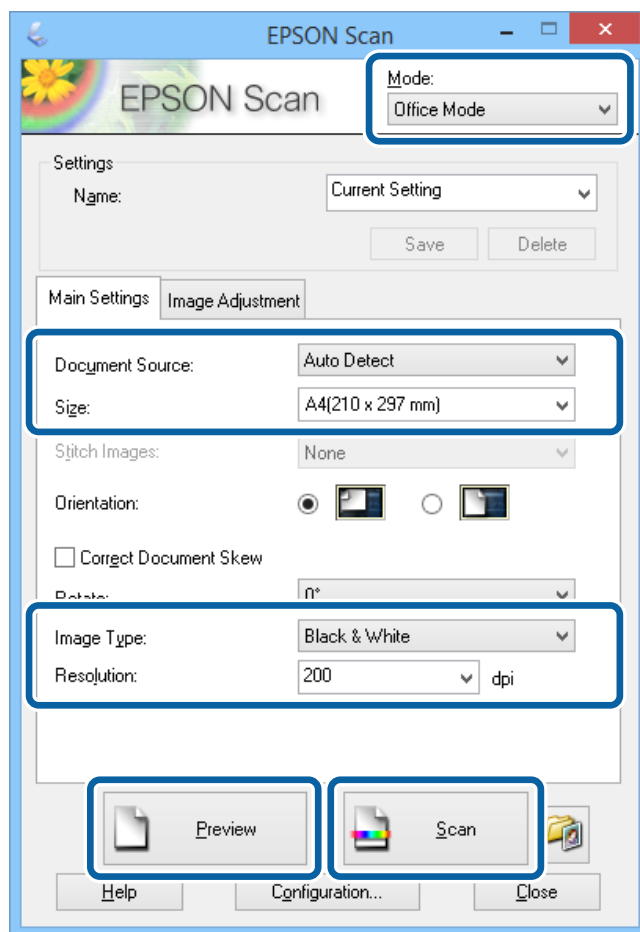 EPSON Scan
EPSON Scan
Mode:
Office Mode
Settings
Name:
Current Setting
Save Delete
Main Settings Image Adjustment
Document Source: Auto Detect
Size: A4(210 x 297 mm)
Stitch Images: None
Orientation:
Correct Document Skew
Rotate: 0°
Image Type: Black & White
Resolution: 200 dpi
Preview Scan
Help Configuration... Close